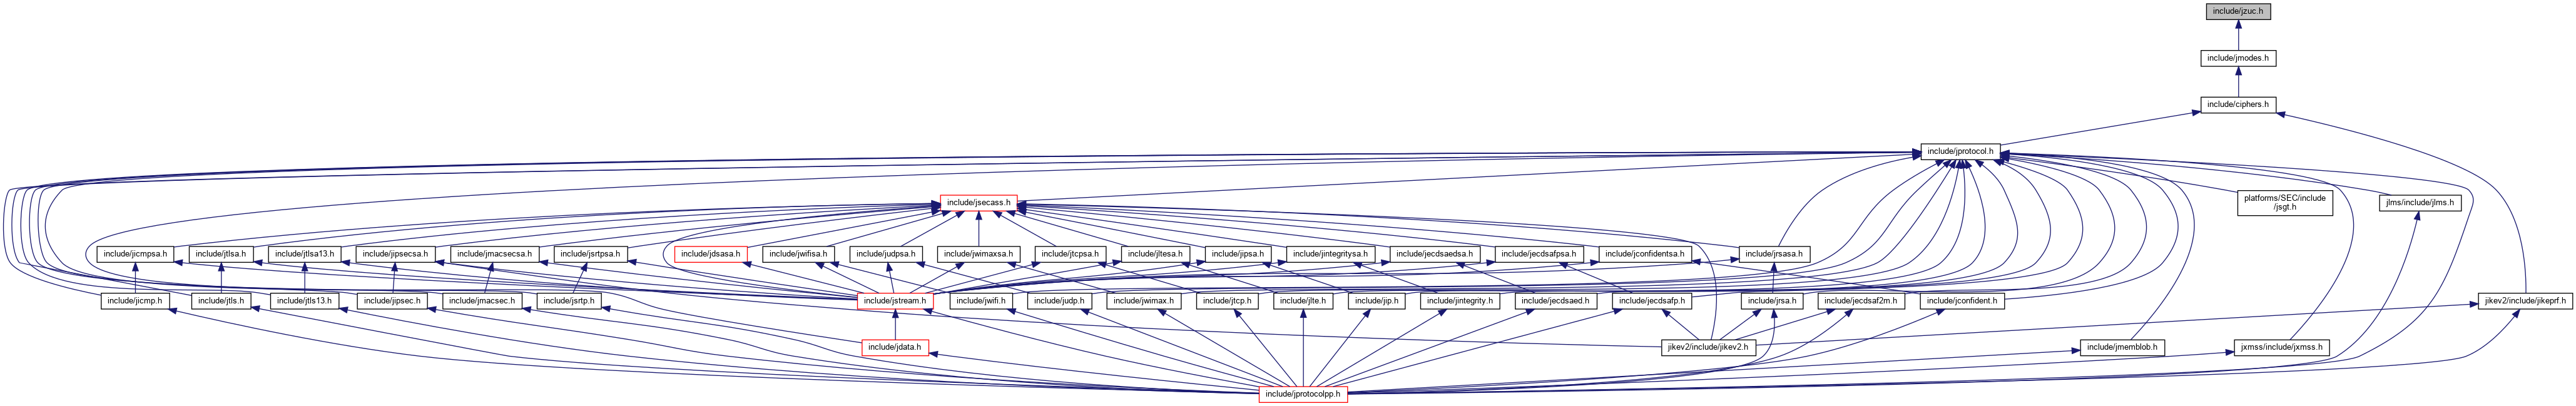 include/jzuc.h
include/jmodes.h
include/ciphers.h
include/jprotocol.h
include/jsecass.h
platforms/SEC/include
/jsgt.h
jlms/include/jlms.h
include/jicmpsa.h
include/jtlsa.h
include/jtlsa13.h
include/jipsecsa.h
include/jmacsecsa.h
include/jsrtpsa.h
include/jdsasa.h
include/jwifisa.h
include/judpsa.h
include/jwimaxsa.h
include/jtcpsa.h
include/jltesa.h
include/jipsa.h
include/jintegritysa.h
include/jecdsaedsa.h
include/jecdsafpsa.h
include/jconfidentsa.h
include/jrsasa.h
include/jicmp.h
include/jtls.h
include/jtls13.h
include/jipsec.h
include/jmacsec.h
include/jsrtp.h
include/jstream.h
include/jwifi.h
include/judp.h
include/jwimax.h
include/jtcp.h
include/jlte.h
include/jip.h
include/jintegrity.h
include/jecdsaed.h
include/jecdsafp.h
include/jrsa.h
include/jecdsaf2m.h
include/jconfident.h
jikev2/include/jikeprf.h
include/jdata.h
jikev2/include/jikev2.h
include/jmemblob.h
jxmss/include/jxmss.h
include/jprotocolpp.h